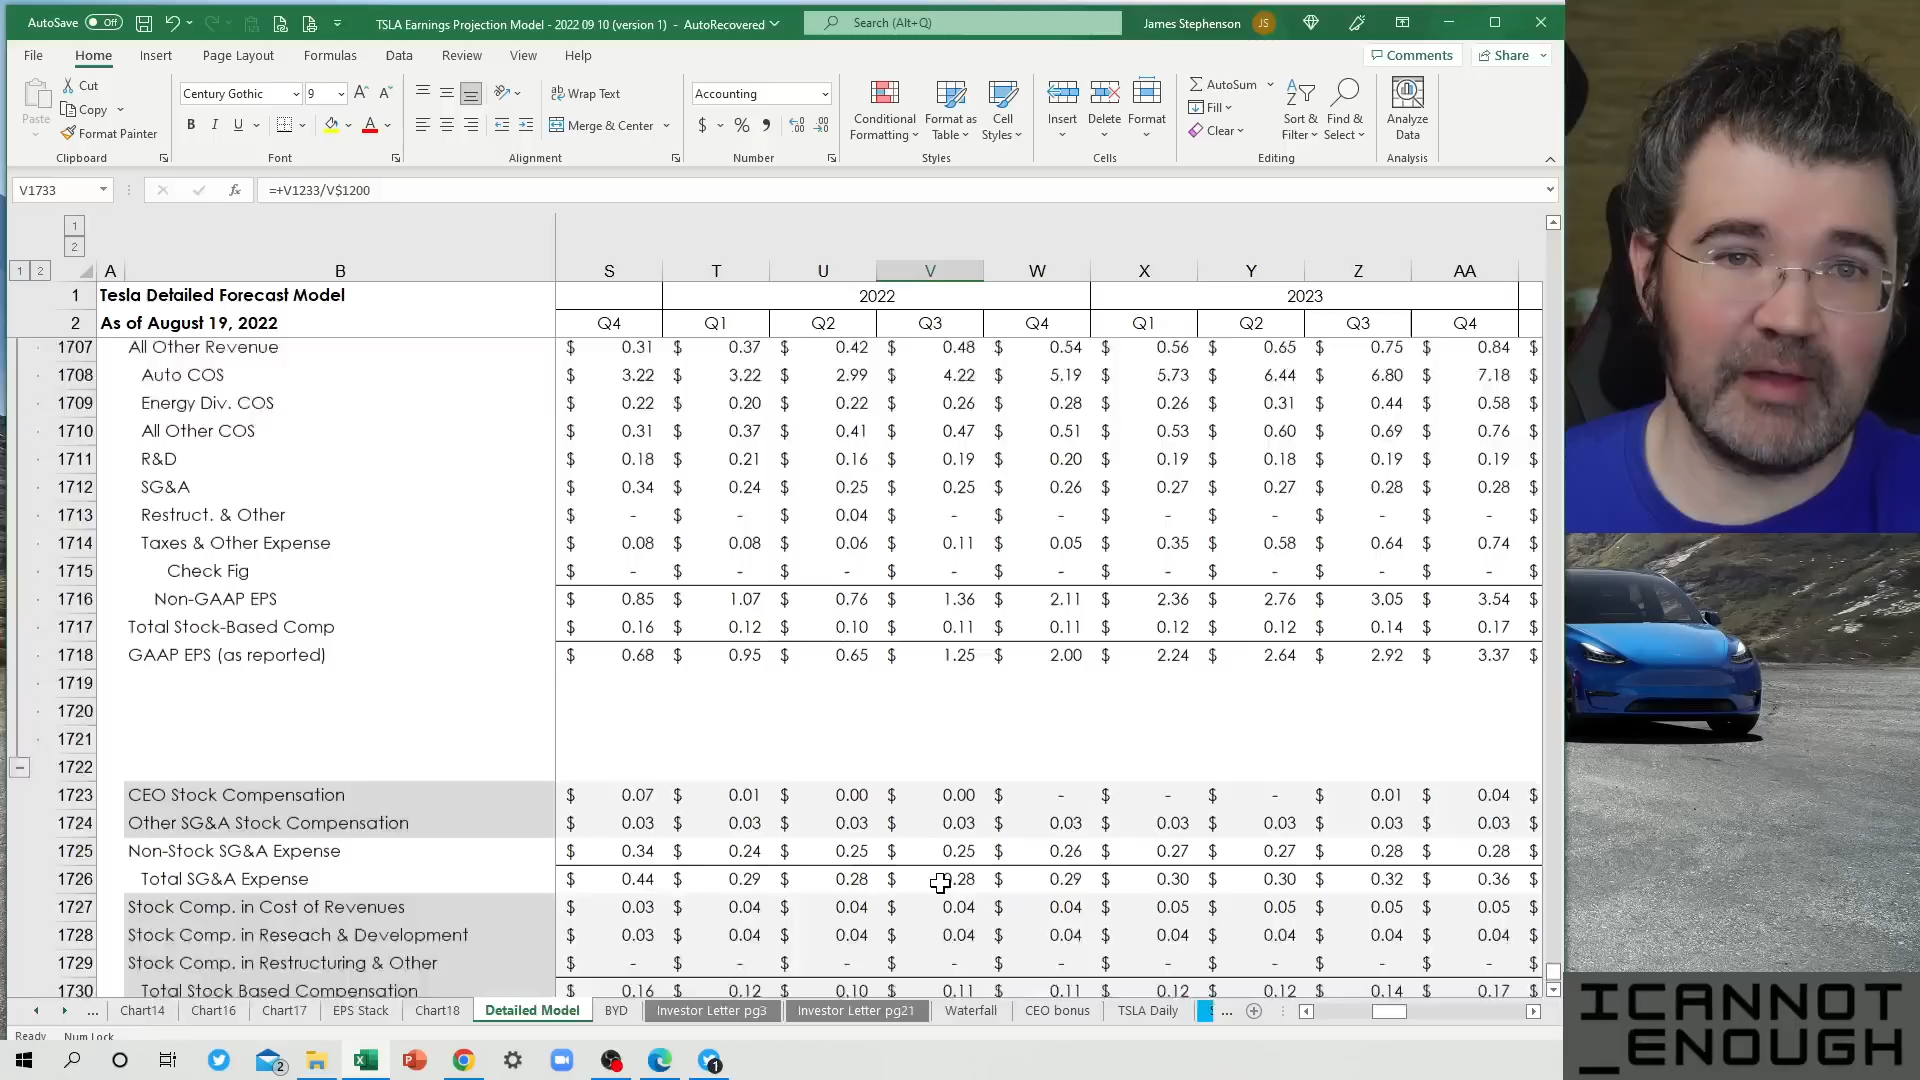 AutoSave Off TSLA Earnings Projection Model - 2022 09 10 (version 1) - AutoRecovered Search (Alt+Q) James Stephenson JS
File Home Insert Page Layout Formulas Data Review View Help Comments Share
Paste Cut Copy Format Painter Clipboard
Century Gothic 9 B I U Font
Wrap Text Merge & Center Alignment
Accounting $ % Number
Conditional Formatting Format as Table Cell Styles Styles
Insert Delete Format Cells
AutoSum Fill Clear Sort & Filter Find & Select Editing
Analyze Data Analysis
V1733 fx =+V1233/V$1200
1
2
1 2 A B S T U V W X Y Z AA
1 Tesla Detailed Forecast Model 2022 2023
2 As of August 19, 2022 Q4 Q1 Q2 Q3 Q4 Q1 Q2 Q3 Q4
1707 All Other Revenue $ 0.31 $ 0.37 $ 0.42 $ 0.48 $ 0.54 $ 0.56 $ 0.65 $ 0.75 $ 0.84 $
1708 Auto COS $ 3.22 $ 3.22 $ 2.99 $ 4.22 $ 5.19 $ 5.73 $ 6.44 $ 6.80 $ 7.18 $
1709 Energy Div. COS $ 0.22 $ 0.20 $ 0.22 $ 0.26 $ 0.28 $ 0.26 $ 0.31 $ 0.44 $ 0.58 $
1710 All Other COS $ 0.31 $ 0.37 $ 0.41 $ 0.47 $ 0.51 $ 0.53 $ 0.60 $ 0.69 $ 0.76 $
1711 R&D $ 0.18 $ 0.21 $ 0.16 $ 0.19 $ 0.20 $ 0.19 $ 0.18 $ 0.19 $ 0.19 $
1712 SG&A $ 0.34 $ 0.24 $ 0.25 $ 0.25 $ 0.26 $ 0.27 $ 0.27 $ 0.28 $ 0.28 $
1713 Restruct. & Other $ - $ - $ 0.04 $ - $ - $ - $ - $ - $ - $
1714 Taxes & Other Expense $ 0.08 $ 0.08 $ 0.06 $ 0.11 $ 0.05 $ 0.35 $ 0.58 $ 0.64 $ 0.74 $
1715 Check Fig $ - $ - $ - $ - $ - $ - $ - $ - $ - $
1716 Non-GAAP EPS $ 0.85 $ 1.07 $ 0.76 $ 1.36 $ 2.11 $ 2.36 $ 2.76 $ 3.05 $ 3.54 $
1717 Total Stock-Based Comp $ 0.16 $ 0.12 $ 0.10 $ 0.11 $ 0.11 $ 0.12 $ 0.12 $ 0.14 $ 0.17 $
1718 GAAP EPS (as reported) $ 0.68 $ 0.95 $ 0.65 $ 1.25 $ 2.00 $ 2.24 $ 2.64 $ 2.92 $ 3.37 $
1719
1720
1721
1722
1723 CEO Stock Compensation $ 0.07 $ 0.01 $ 0.00 $ 0.00 $ - $ - $ - $ 0.01 $ 0.04 $
1724 Other SG&A Stock Compensation $ 0.03 $ 0.03 $ 0.03 $ 0.03 $ 0.03 $ 0.03 $ 0.03 $ 0.03 $ 0.03 $
1725 Non-Stock SG&A Expense $ 0.34 $ 0.24 $ 0.25 $ 0.25 $ 0.26 $ 0.27 $ 0.27 $ 0.28 $ 0.28 $
1726 Total SG&A Expense $ 0.44 $ 0.29 $ 0.28 $ 0.28 $ 0.29 $ 0.30 $ 0.30 $ 0.32 $ 0.36 $
1727 Stock Comp. in Cost of Revenues $ 0.03 $ 0.04 $ 0.04 $ 0.04 $ 0.04 $ 0.05 $ 0.05 $ 0.05 $ 0.05 $
1728 Stock Comp. in Reseach & Development $ 0.03 $ 0.04 $ 0.04 $ 0.04 $ 0.04 $ 0.04 $ 0.04 $ 0.04 $ 0.04 $
1729 Stock Comp. in Restructuring & Other $ - $ - $ - $ - $ - $ - $ - $ - $ - $
1730 Total Stock Based Compensation $ 0.16 $ 0.12 $ 0.10 $ 0.11 $ 0.11 $ 0.12 $ 0.12 $ 0.14 $ 0.17 $
... Chart14 Chart16 Chart17 EPS Stack Chart18 Detailed Model BYD Investor Letter pg3 Investor Letter pg21 Waterfall CEO bonus TSLA Daily ...
Ready Num Lock
2 1
ICANNOT
_ENOUGH